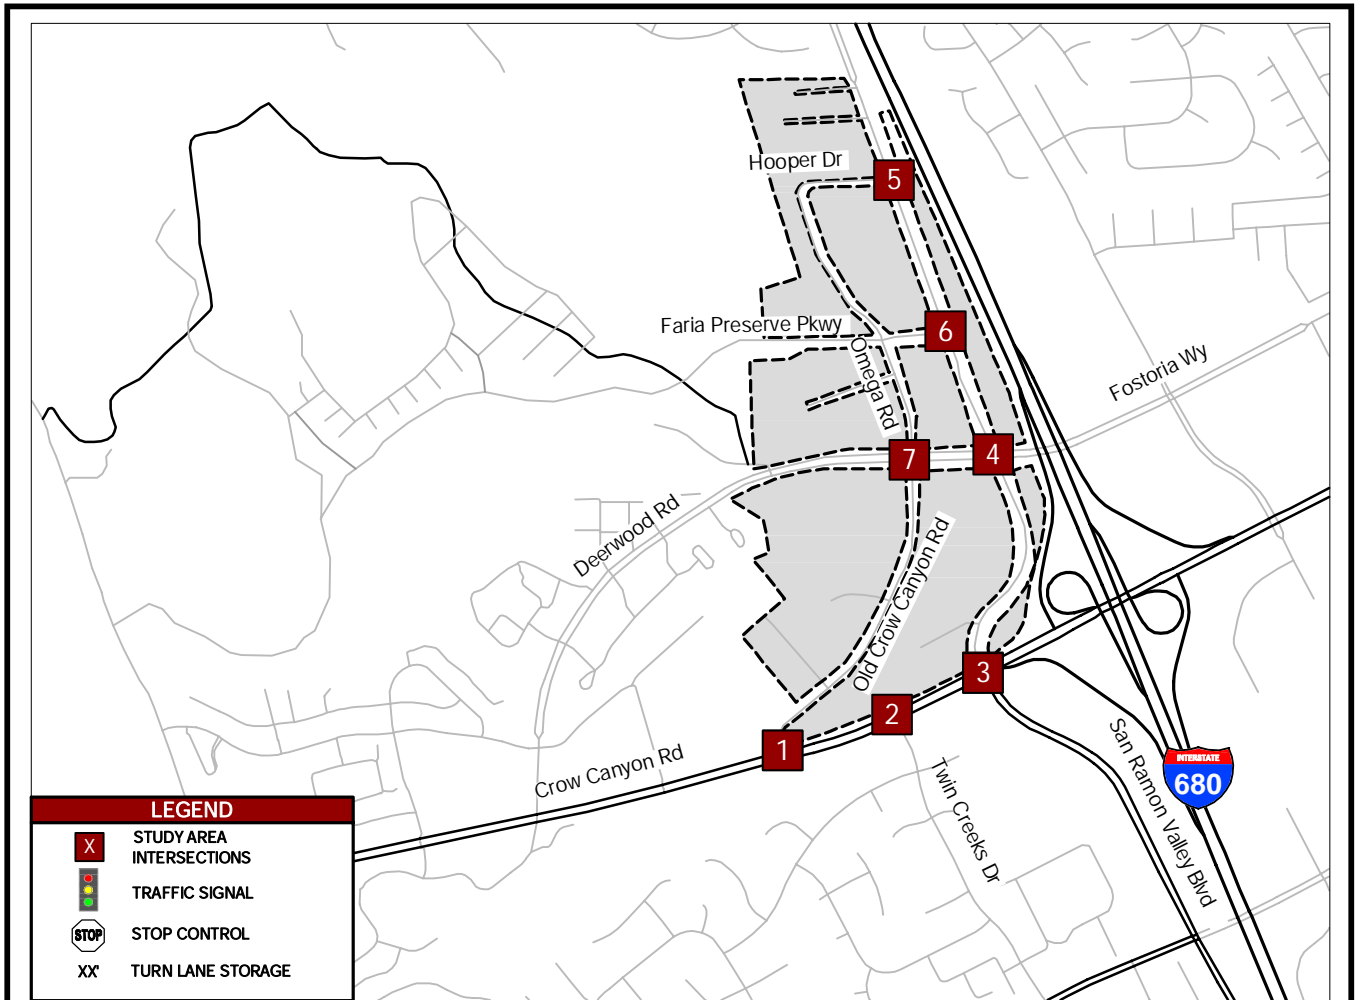 Hooper Dr
5
Faria Preserve Pkwy
6
Omega Rd
Fostoria Wy
7
4
Deerwood Rd
Old Crow Canyon Rd
3
2
1
Crow Canyon Rd
Twin Creeks Dr
San Ramon Valley Blvd
INTERSTATE
680
LEGEND
X
STUDY AREA
INTERSECTIONS
TRAFFIC SIGNAL
STOP
STOP CONTROL
XX'
TURN LANE STORAGE